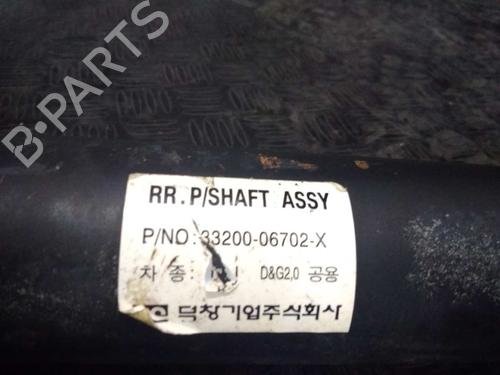 B-PARTS
RR. P/SHAFT ASSY
P/NO: 33200-06702-X
차 종: D&G2,0 공용
덕창기업주식회사